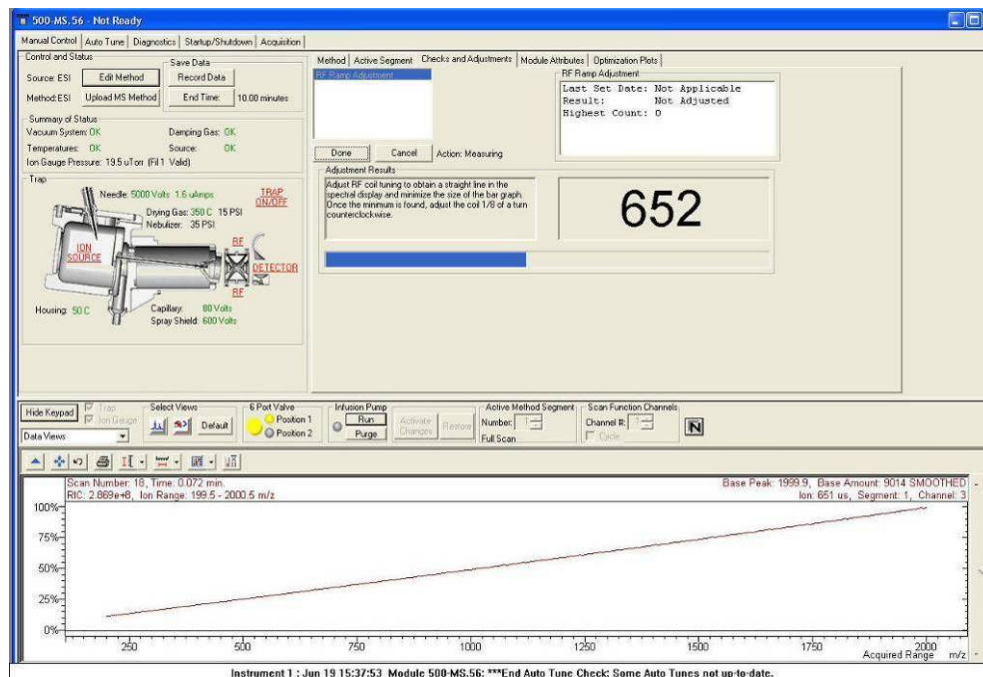 500-MS.56 - Not Ready
Manual Control Auto Tune Diagnostics Startup/Shutdown Acquisition
Control and Status
Source: ESI Edit Method
Method:ESI Upload MS Method
Save Data
Record Data
End Time: 10.00 minutes
Summary of Status
Vacuum System: OK Damping Gas: OK
Temperatures: OK Source: OK
Ion Gauge Pressure: 19.5 uTorr (Fil 1 Valid)
Trap
Needle: 5000 Volts 1.6 uAmps
TRAP
ON/OFF
Drying Gas: 350 C 15 PSI
Nebulizer: 35 PSI
ION
SOURCE
RF
DETECTOR
RF
Housing: 50 C
Capillary: 80 Volts
Spray Shield: 600 Volts
Method Active Segment Checks and Adjustments Module Attributes Optimization Plots
RF Ramp Adjustment
RF Ramp Adjustment
Last Set Date: Not Applicable
Result: Not Adjusted
Highest Count: 0
Done Cancel Action: Measuring
Adjustment Results
Adjust RF coil tuning to obtain a straight line in the
spectral display and minimize the size of the bar graph.
Once the minimum is found, adjust the coil 1/8 of a turn
counterclockwise.
652
Hide Keypad
Trap
Ion Gauge
Data Views
Select Views
Default
6 Port Valve
Position 1
Position 2
Infusion Pump
Run
Purge
Activate
Changes
Restore
Active Method Segment
Number: 1
Full Scan
Scan Function Channels
Channel #: 1
Cycle
N
Scan Number: 18, Time: 0.072 min.
RIC: 2.869e+8, Ion Range: 199.5 - 2000.5 m/z
Base Peak: 1999.9, Base Amount: 9014 SMOOTHED
Ion: 651 us, Segment: 1, Channel: 3
100%
75%
50%
25%
0%
250 500 750 1000 1250 1500 1750 2000
Acquired Range m/z
Instrument 1 : Jun 19 15:37:53 Module 500-MS.56: ***End Auto Tune Check: Some Auto Tunes not up-to-date.